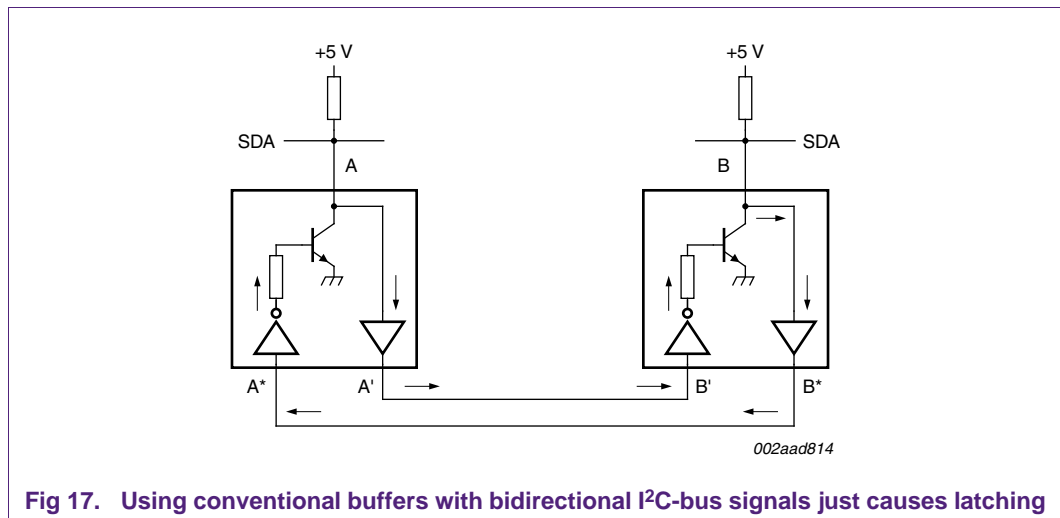 +5 V +5 V
SDA SDA
A B
A* A' B' B*
002aad814
Fig 17. Using conventional buffers with bidirectional I²C-bus signals just causes latching